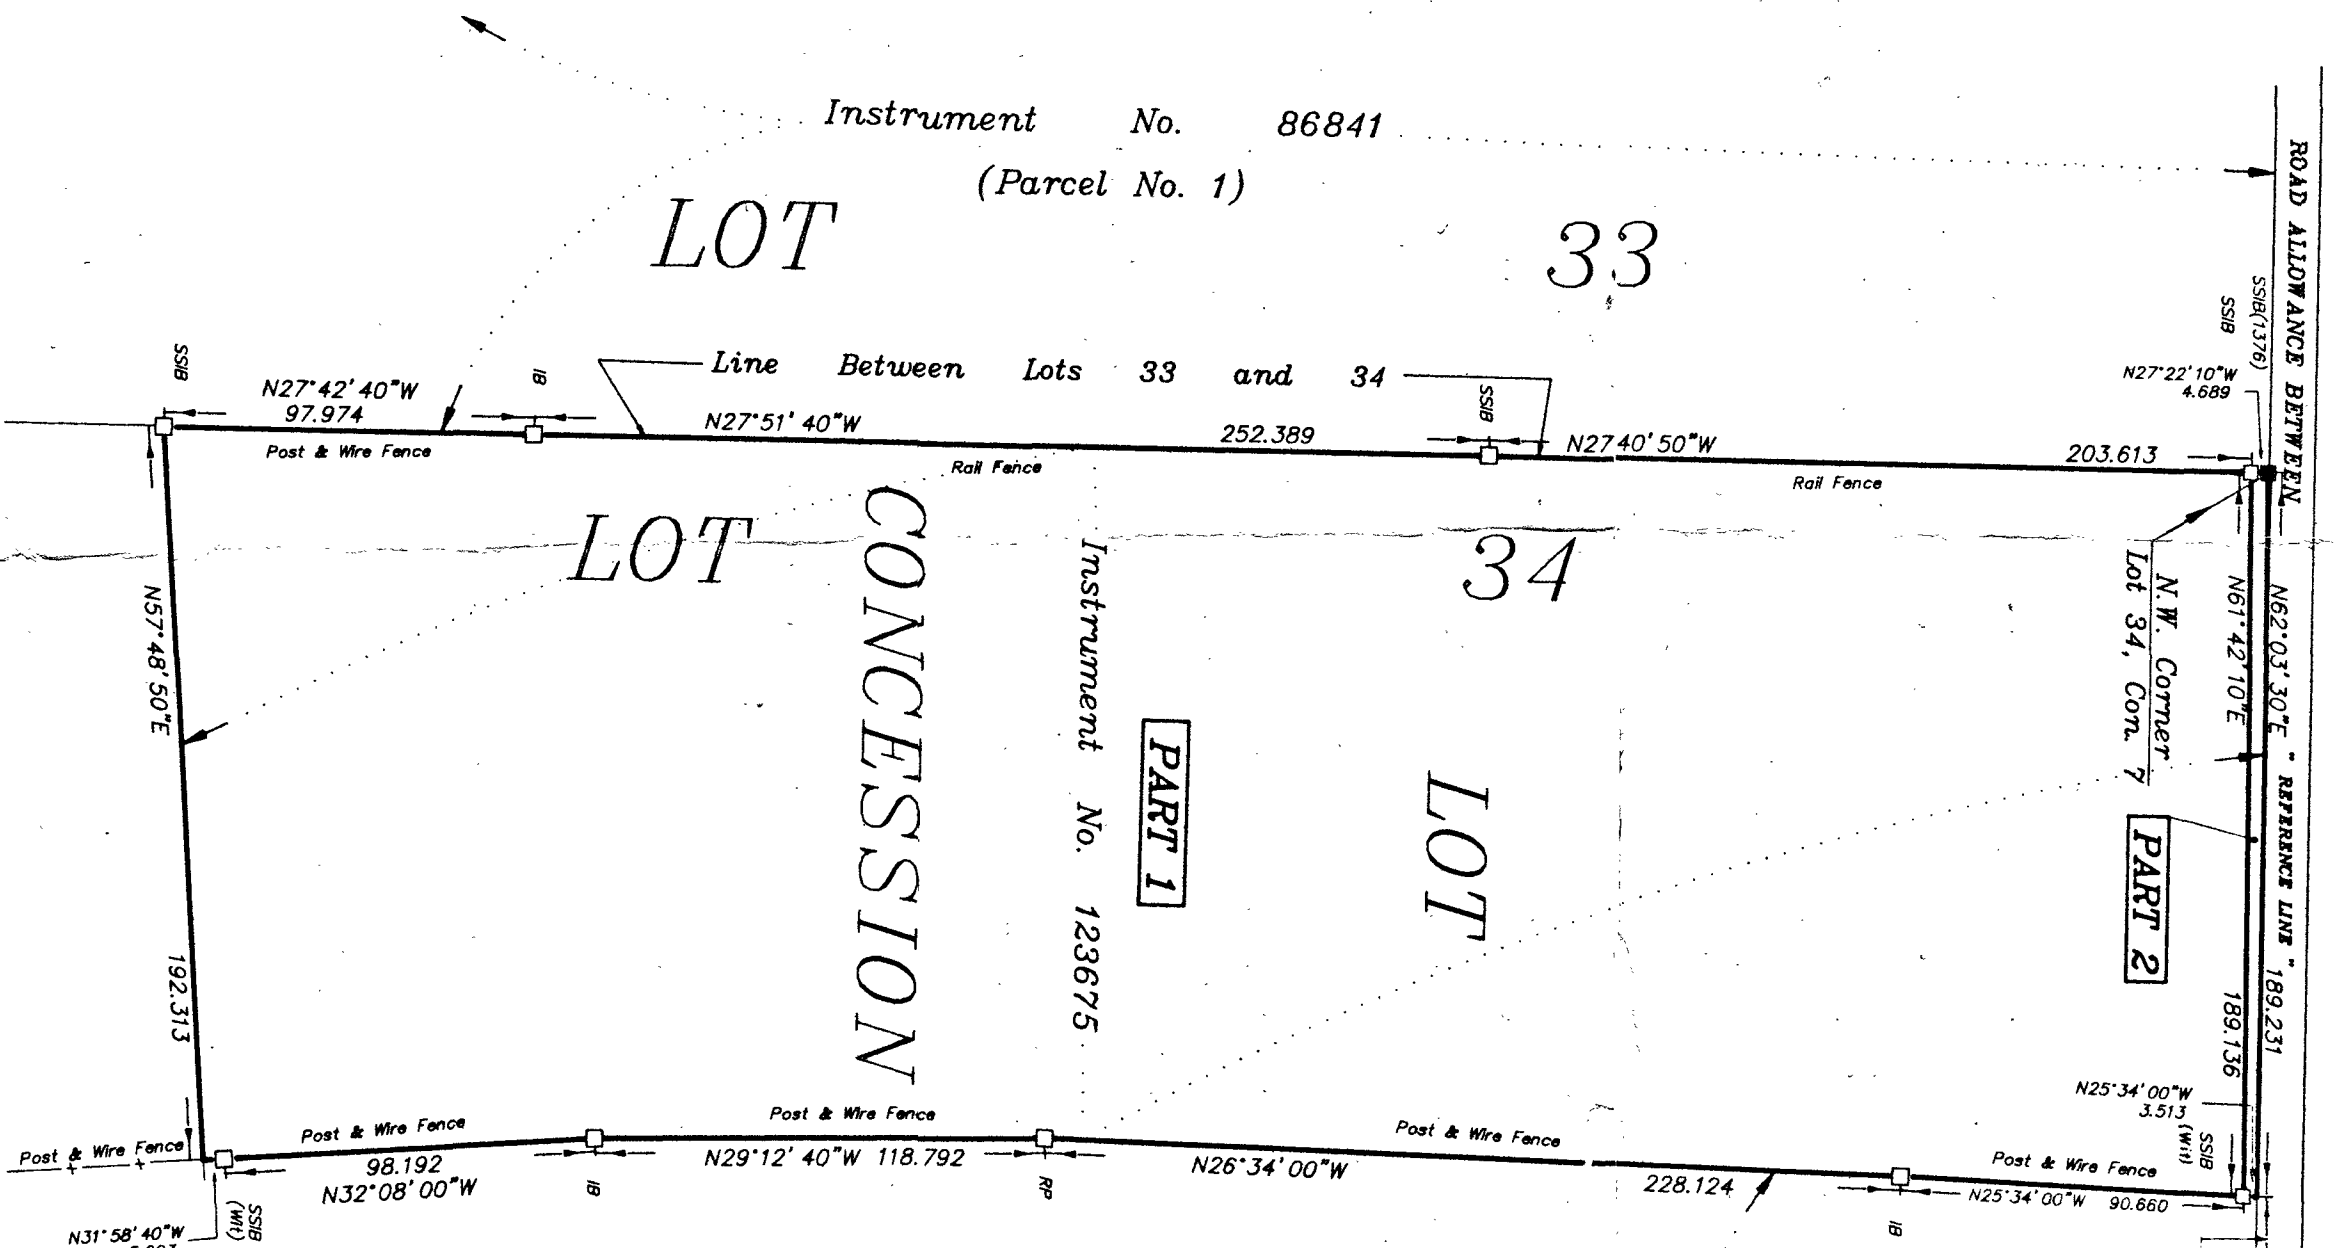 Instrument No. 86841
(Parcel No. 1)
LOT 33
ROAD ALLOWANCE BETWEEN
SSIB(1376)
SSIB
N27°22'10"W
4.689
Line Between Lots 33 and 34
SSIB
N27°42'40"W
97.974
Post & Wire Fence
IB
N27°51'40"W
252.389
Rail Fence
SSIB
N27 40'50"W
203.613
Rail Fence
LOT 34
CONCESSION
LOT
Instrument No. 123675
PART 1
N.W. Corner
Lot 34, Con. 7
PART 2
N61°42'10"E
189.136
N62°03'30"E
" REFERENCE LINE "
189.231
N57°48'50"E
192.313
N25°34'00"W
3.513
SSIB
(Wit)
Post & Wire Fence
Post & Wire Fence
98.192
N32°08'00"W
IB
Post & Wire Fence
N29°12'40"W 118.792
RP
Post & Wire Fence
N26°34'00"W
228.124
IB
Post & Wire Fence
N25°34'00"W 90.660
SSIB
(Wit)
N31°58'40"W